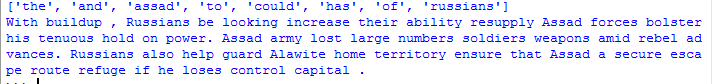 ['the', 'and', 'assad', 'to', 'could', 'has', 'of', 'russians']
With buildup , Russians be looking increase their ability resupply Assad forces bolster
his tenuous hold on power. Assad army lost large numbers soldiers weapons amid rebel ad
vances. Russians also help guard Alawite home territory ensure that Assad a secure esca
pe route refuge if he loses control capital .